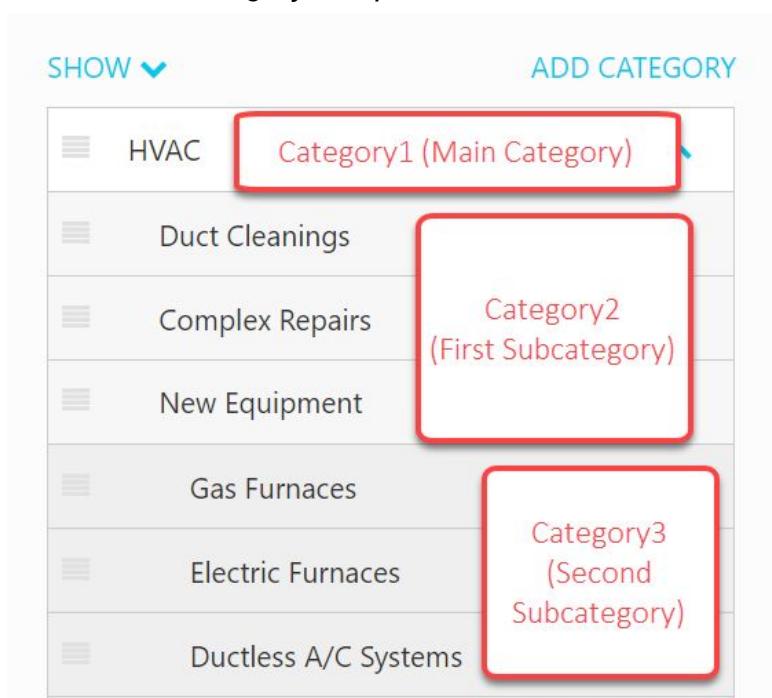 SHOW ADD CATEGORY
HVAC Category1 (Main Category)
Duct Cleanings
Complex Repairs
Category2
(First Subcategory)
New Equipment
Gas Furnaces
Electric Furnaces
Category3
(Second
Subcategory)
Ductless A/C Systems